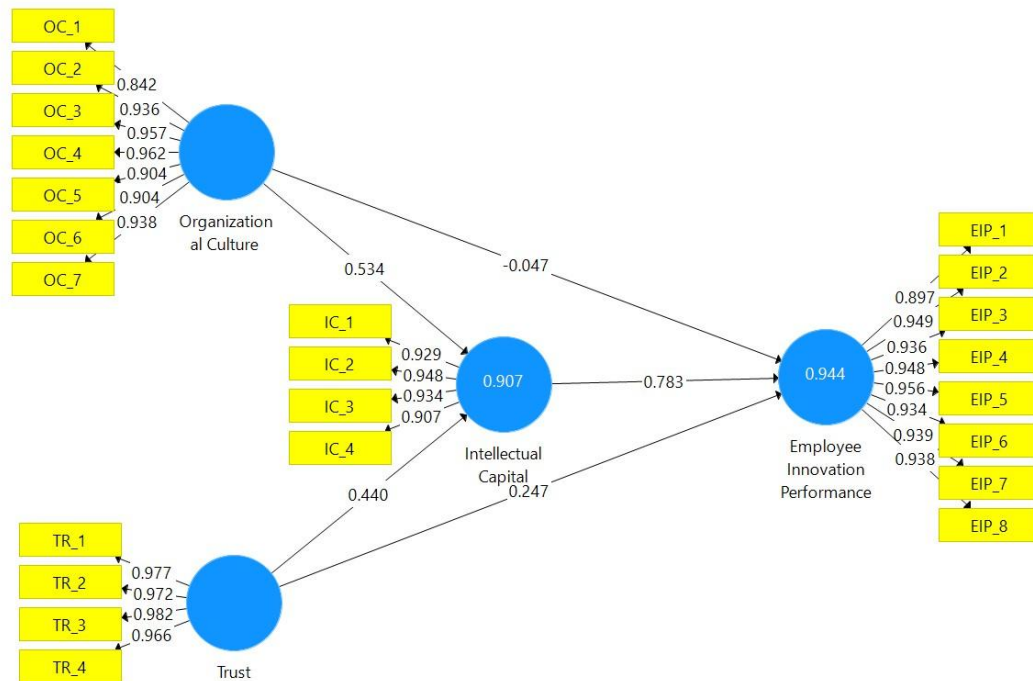 OC_1
OC_2
OC_3
OC_4
OC_5
OC_6
OC_7
0.842
0.936
0.957
0.962
0.904
0.904
0.938
Organization
al Culture
0.534
-0.047
IC_1
IC_2
IC_3
IC_4
0.929
0.948
0.934
0.907
0.907
Intellectual
Capital
0.783
0.440
0.247
TR_1
TR_2
TR_3
TR_4
0.977
0.972
0.982
0.966
Trust
0.944
Employee
Innovation
Performance
0.897
0.949
0.936
0.948
0.956
0.934
0.939
0.938
EIP_1
EIP_2
EIP_3
EIP_4
EIP_5
EIP_6
EIP_7
EIP_8